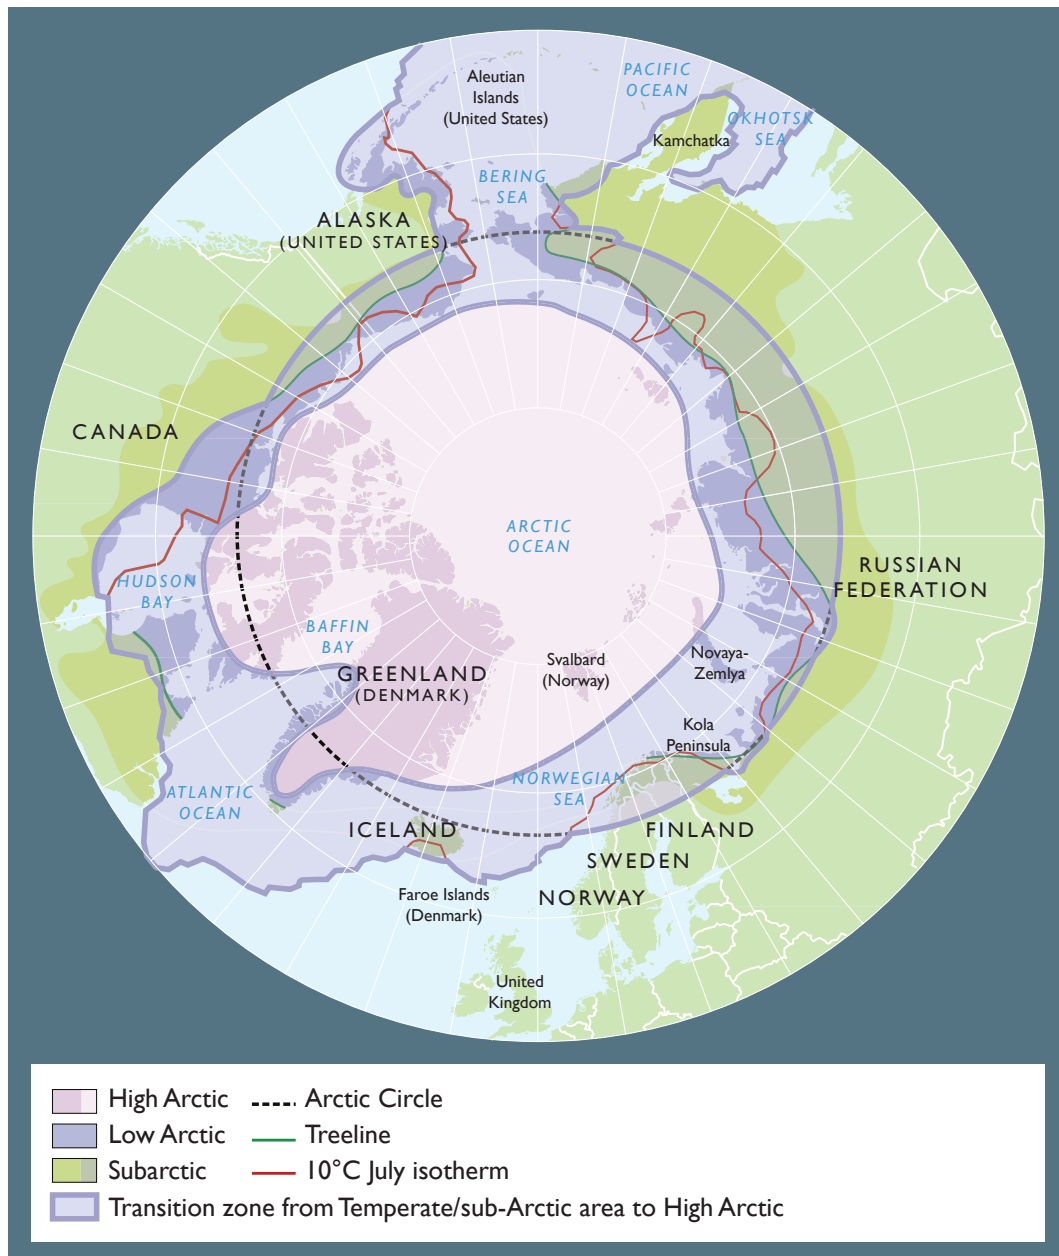 Aleutian
Islands
(United States)
PACIFIC
OCEAN
OKHOTSK
SEA
Kamchatka
BERING
SEA
ALASKA
(UNITED STATES)
CANADA
ARCTIC
OCEAN
RUSSIAN
FEDERATION
HUDSON
BAY
BAFFIN
BAY
GREENLAND
(DENMARK)
Svalbard
(Norway)
Novaya-
Zemlya
Kola
Peninsula
NORWEGIAN
SEA
ATLANTIC
OCEAN
ICELAND
FINLAND
SWEDEN
NORWAY
Faroe Islands
(Denmark)
United
Kingdom
High Arctic
Arctic Circle
Low Arctic
Treeline
Subarctic
10°C July isotherm
Transition zone from Temperate/sub-Arctic area to High Arctic